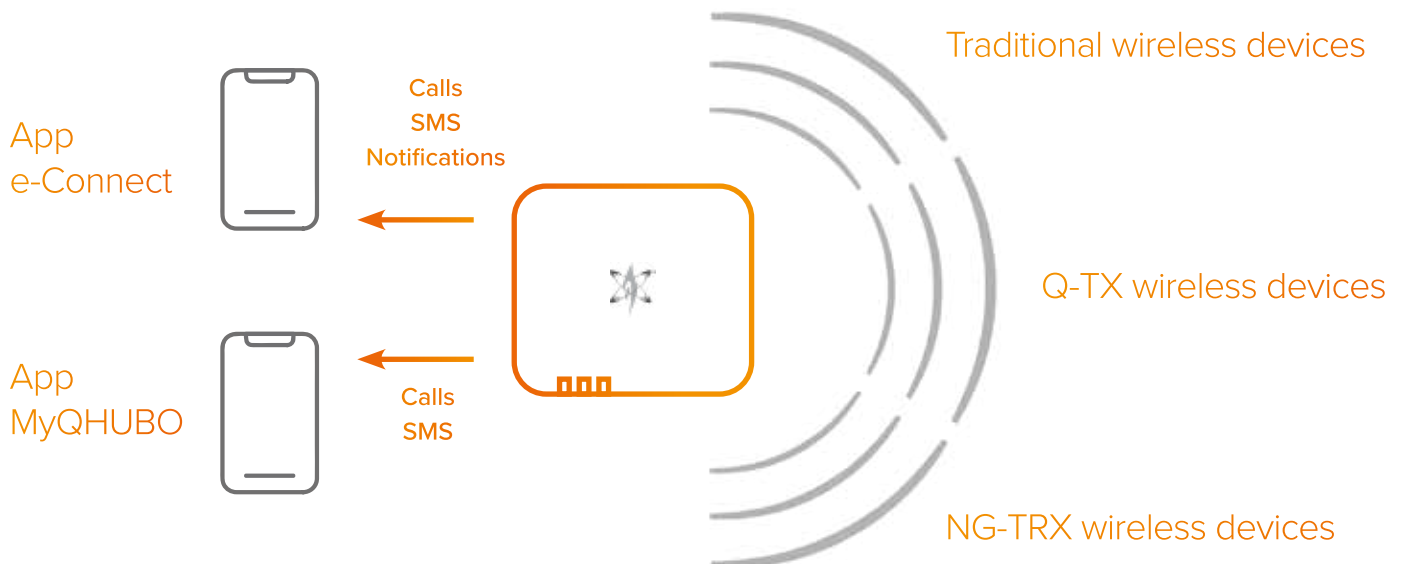 App
e-Connect
Calls
SMS
Notifications
App
MyQHUBO
Calls
SMS
Traditional wireless devices
Q-TX wireless devices
NG-TRX wireless devices